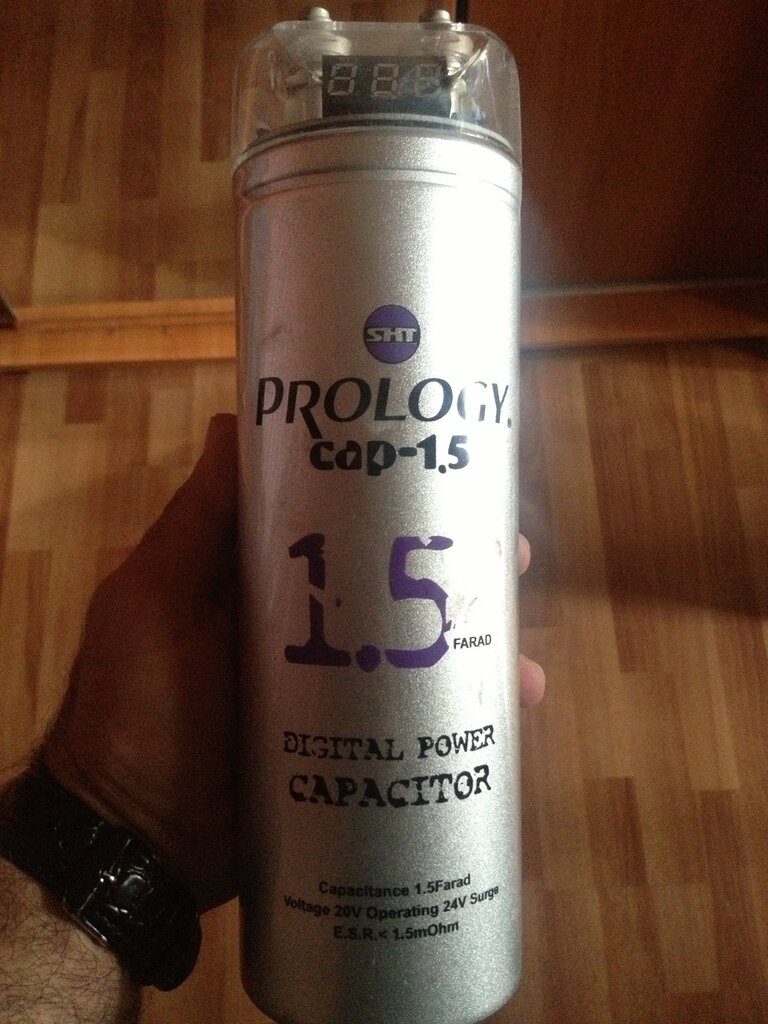 SHT
PROLOGY.
cap-1.5
1.5
FARAD
DIGITAL POWER
CAPACITOR
Capacitance 1.5Farad
Voltage 20V Operating 24V Surge
E.S.R.< 1.5mOhm